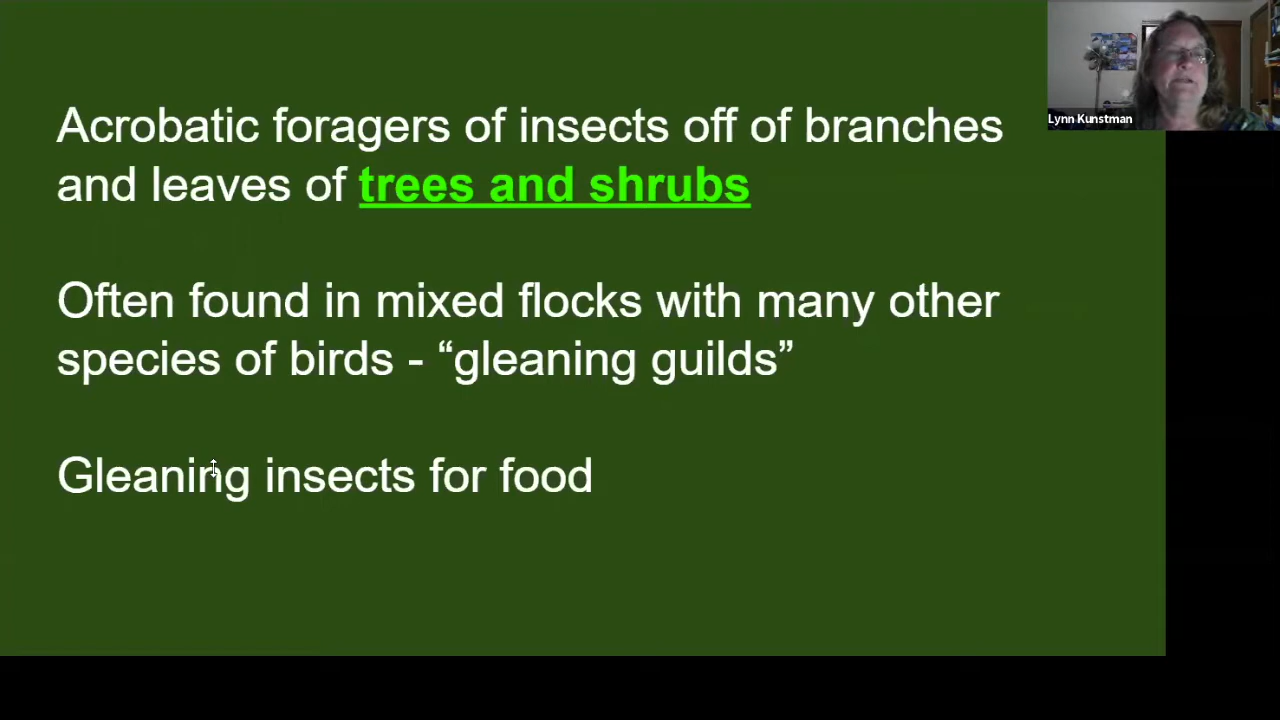 Acrobatic foragers of insects off of branches
and leaves of trees and shrubs
Often found in mixed flocks with many other
species of birds - “gleaning guilds”
Gleaning insects for food
Lynn Kunstman